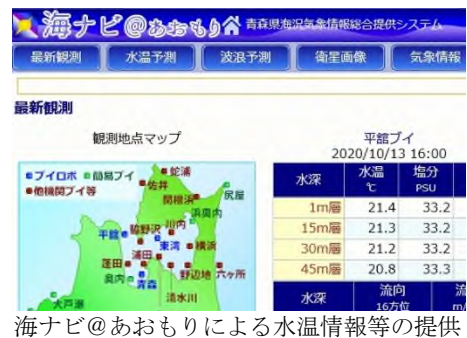 海ナビ@あおもり 青森県海況気象情報総合提供システム
最新観測 水温予測 波浪予測 衛星画像 気象情報
最新観測
観測地点マップ
■ブイロボ ■簡易ブイ
■他機関ブイ等
蛇浦
佐井
関根浜
尻屋
浜奥内
川内
脇野沢
平舘
東湾
横浜
浦田
蓬田
野辺地
六ヶ所
奥内
青森
清水川
大戸瀬
平舘ブイ
2020/10/13 16:00
水深 水温 ℃ 塩分 PSU
1m層 21.4 33.2
15m層 21.3 33.2
30m層 21.2 33.2
45m層 20.8 33.3
水深 流向 16方位
海ナビ@あおもりによる水温情報等の提供